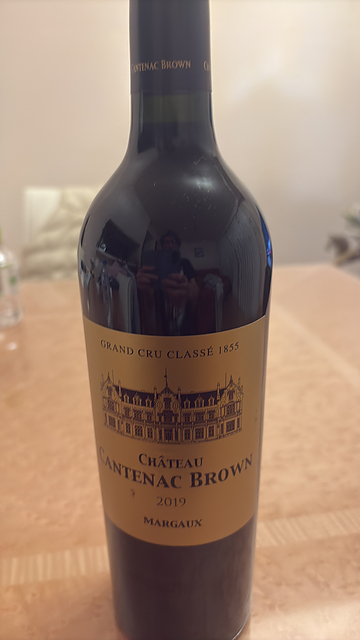 CANTENAC BROWN
GRAND CRU CLASSÉ 1855
CHÂTEAU
CANTENAC BROWN
2019
MARGAUX